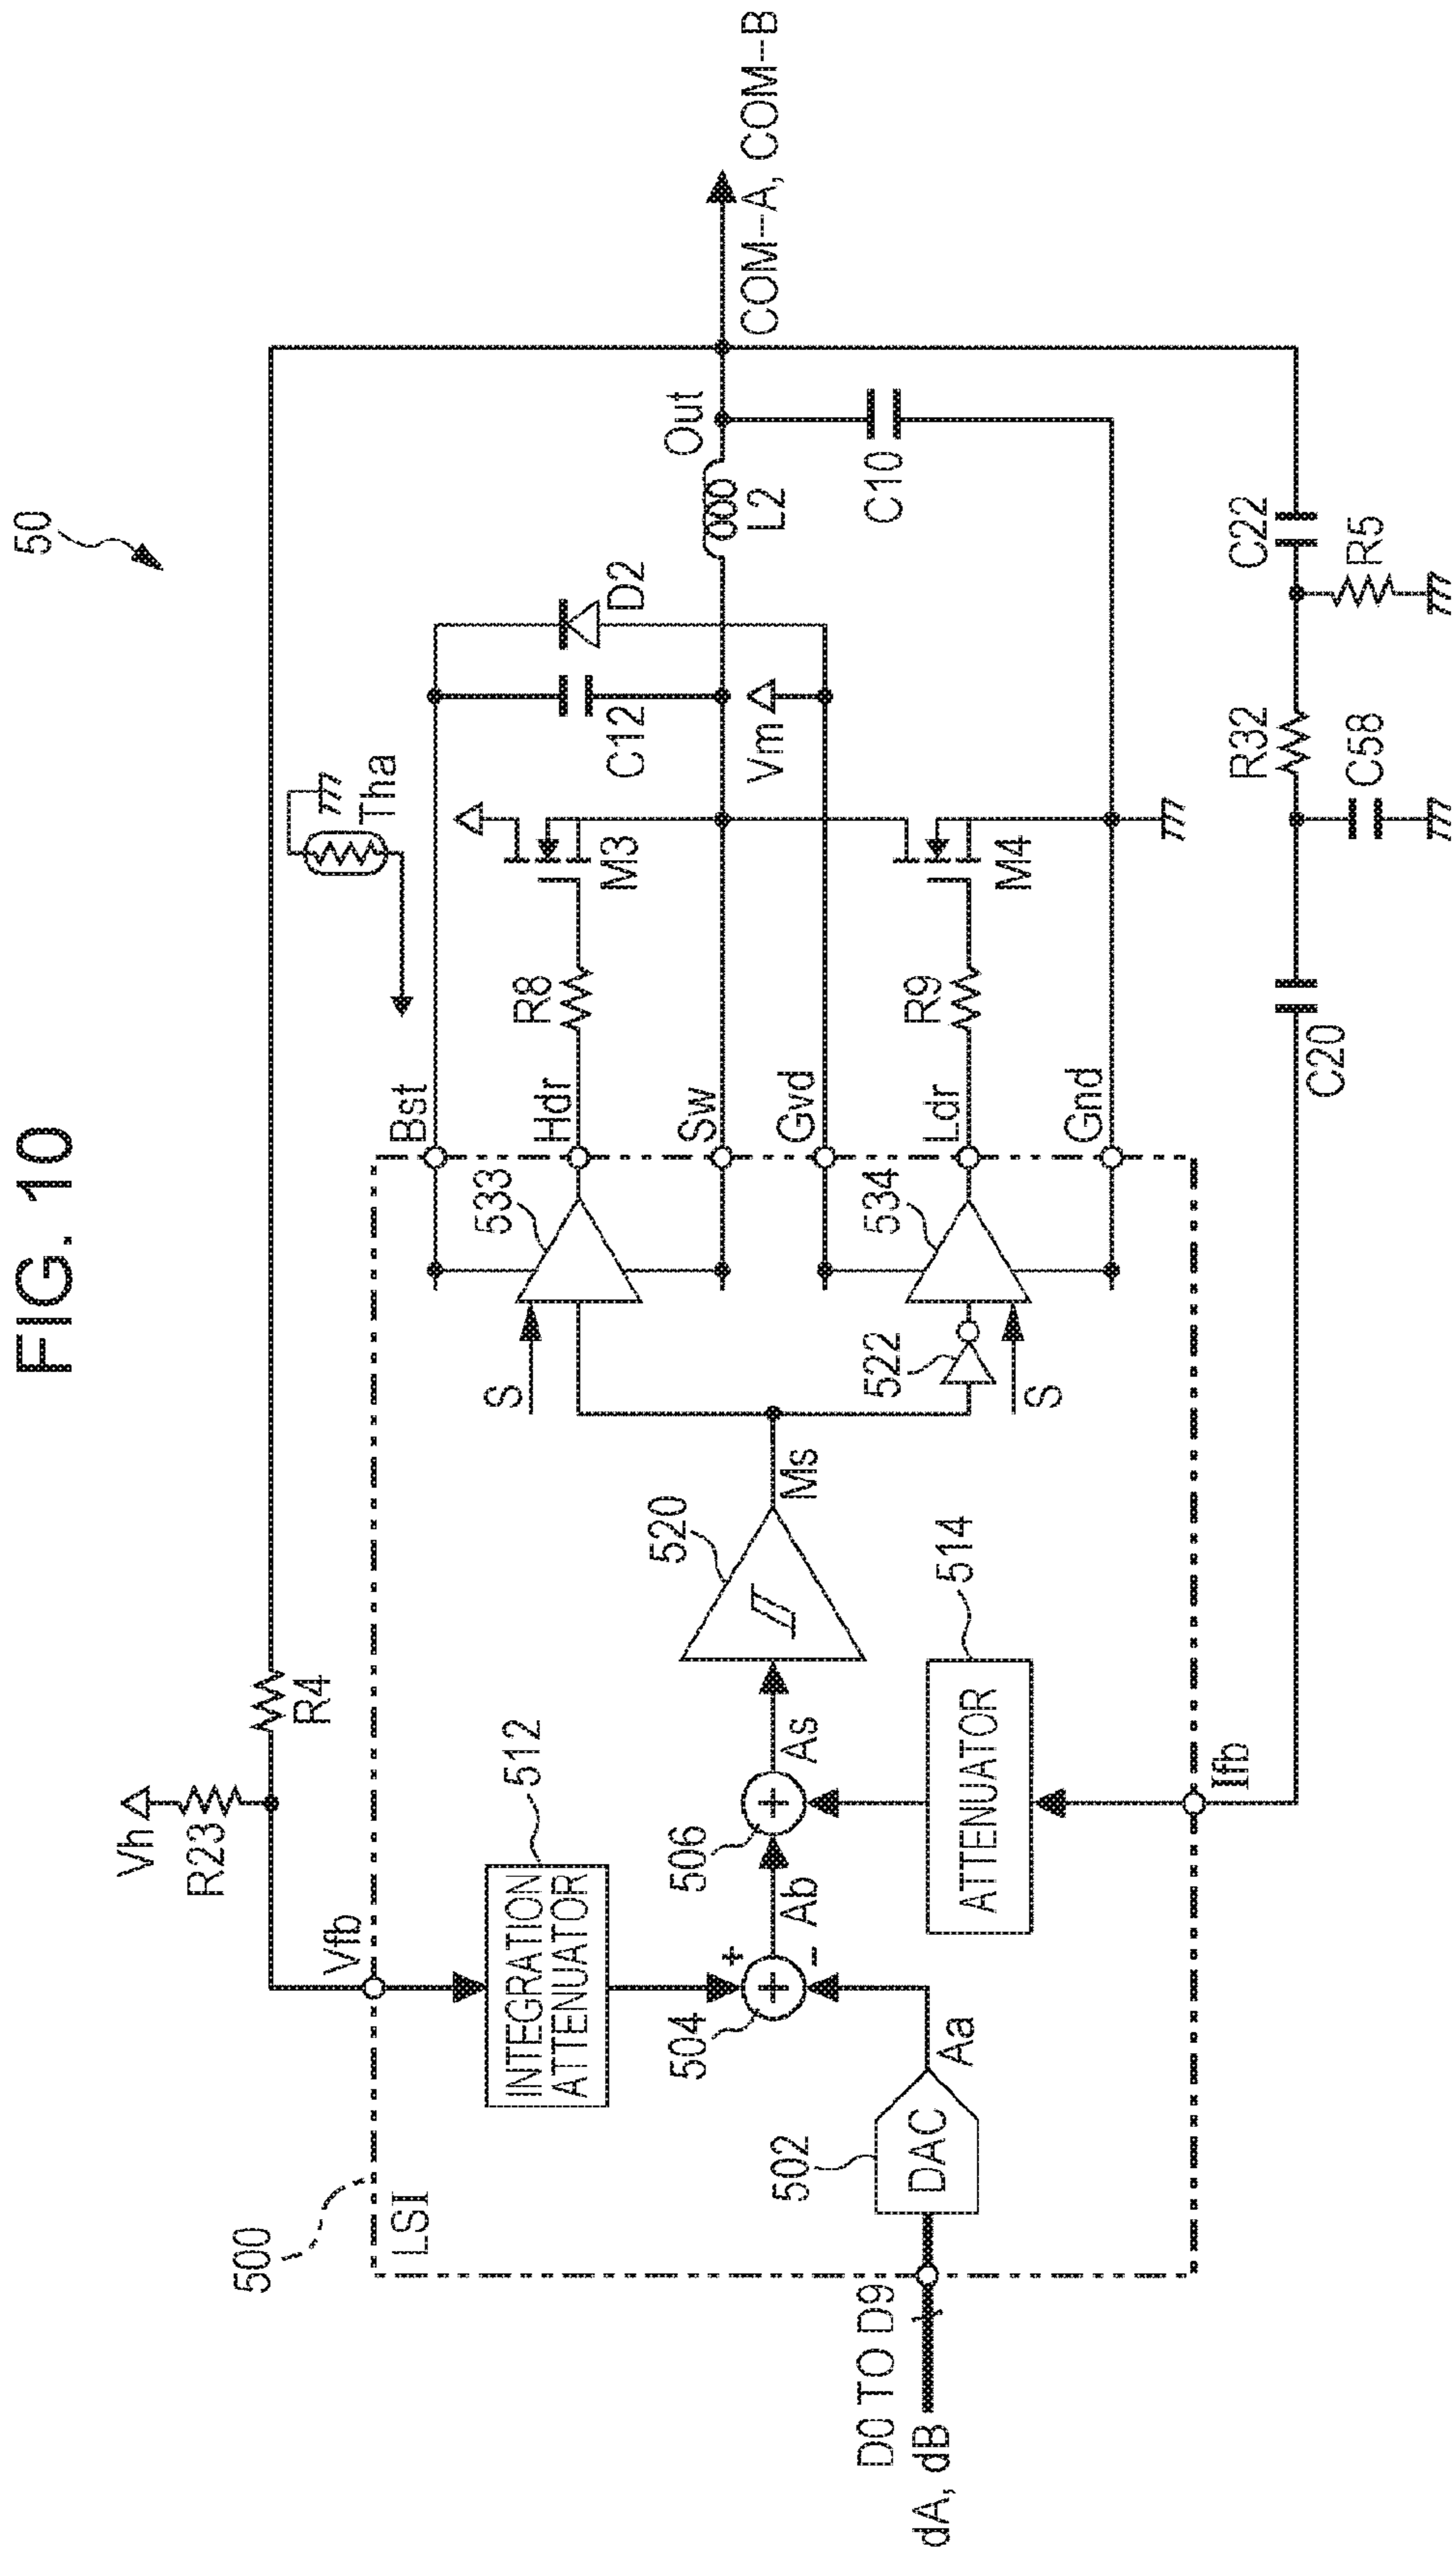 FIG. 10
50
Vh
R23
R4
Tha
500
LSI
Vfb
INTEGRATION
ATTENUATOR
512
504
Ab
506
As
520
Ms
S
533
Bst
Hdr
R8
M3
C12
D2
Sw
Vm
L2
Out
COM-A, COM-B
Gvd
522
534
S
Ldr
R9
M4
C10
Gnd
D0 TO D9
dA, dB
502
DAC
Aa
ATTENUATOR
514
Ifb
C20
R32
C58
C22
R5